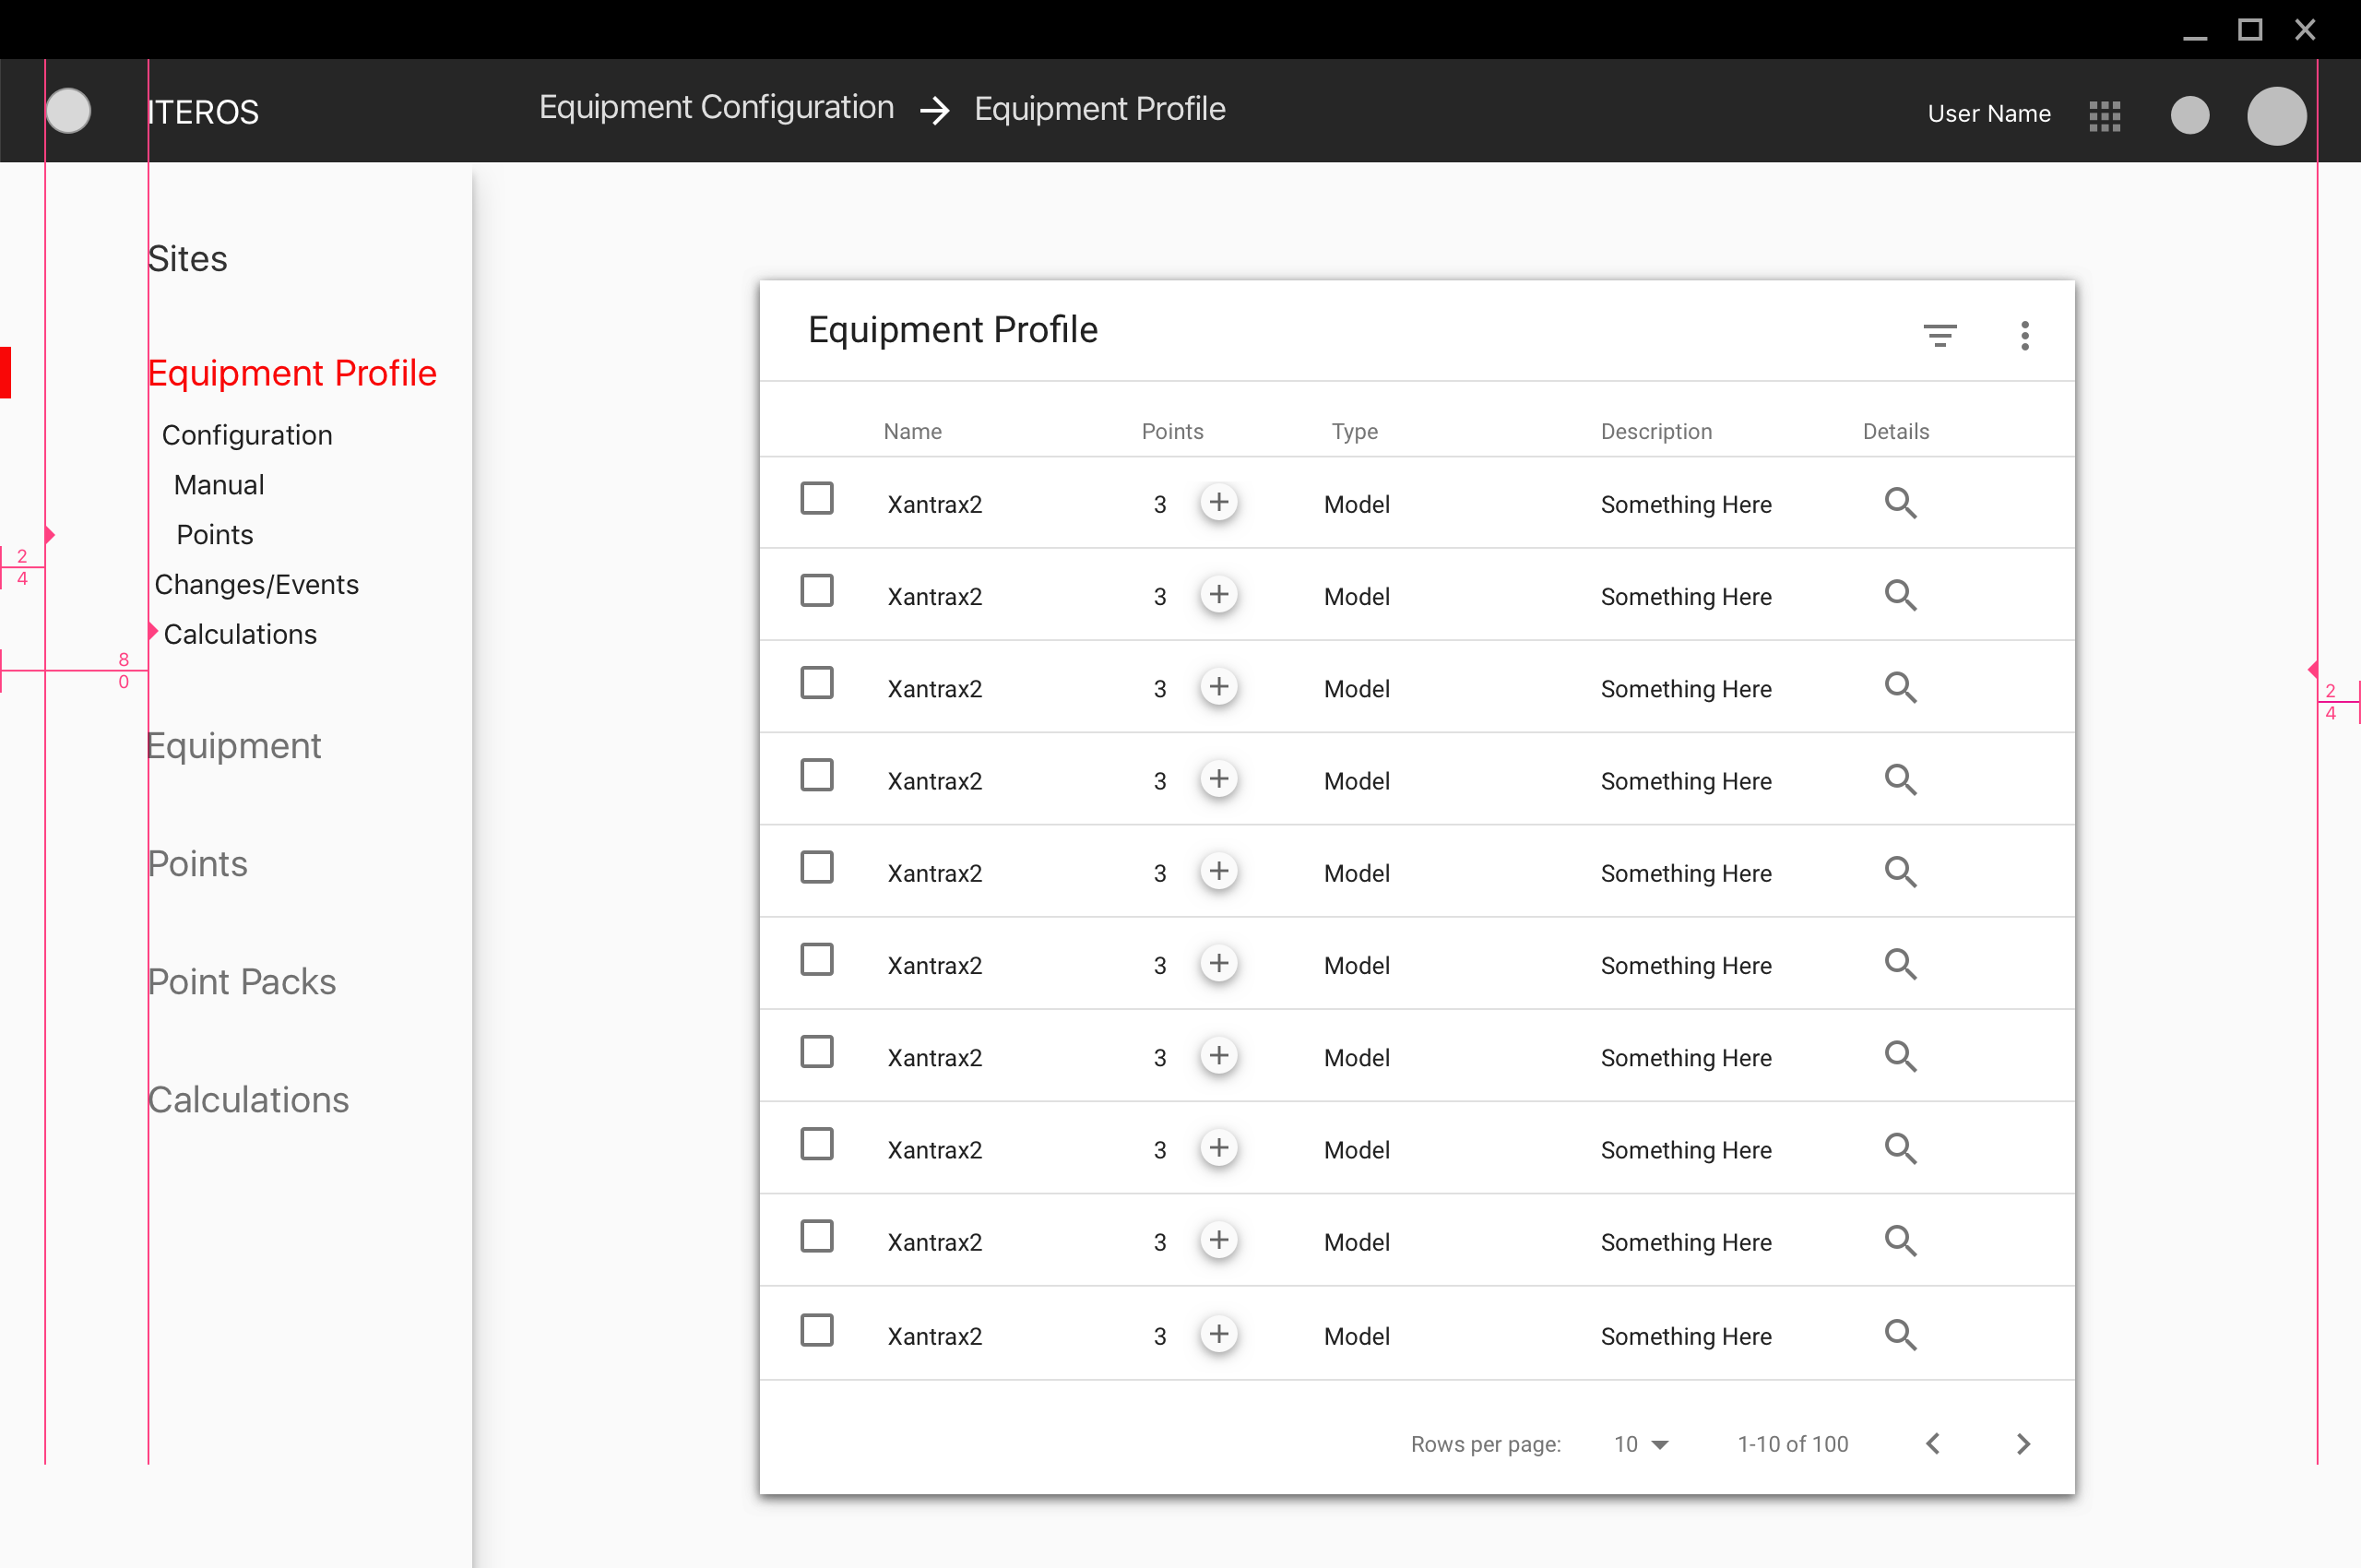 ITEROS
Equipment Configuration → Equipment Profile
User Name
Sites
Equipment Profile
Configuration
Manual
Points
Changes/Events
Calculations
Equipment
Points
Point Packs
Calculations
2
4
8
0
2
4
Equipment Profile
Name Points Type Description Details
Xantrax2 3 + Model Something Here
Xantrax2 3 + Model Something Here
Xantrax2 3 + Model Something Here
Xantrax2 3 + Model Something Here
Xantrax2 3 + Model Something Here
Xantrax2 3 + Model Something Here
Xantrax2 3 + Model Something Here
Xantrax2 3 + Model Something Here
Xantrax2 3 + Model Something Here
Xantrax2 3 + Model Something Here
Rows per page: 10 1-10 of 100